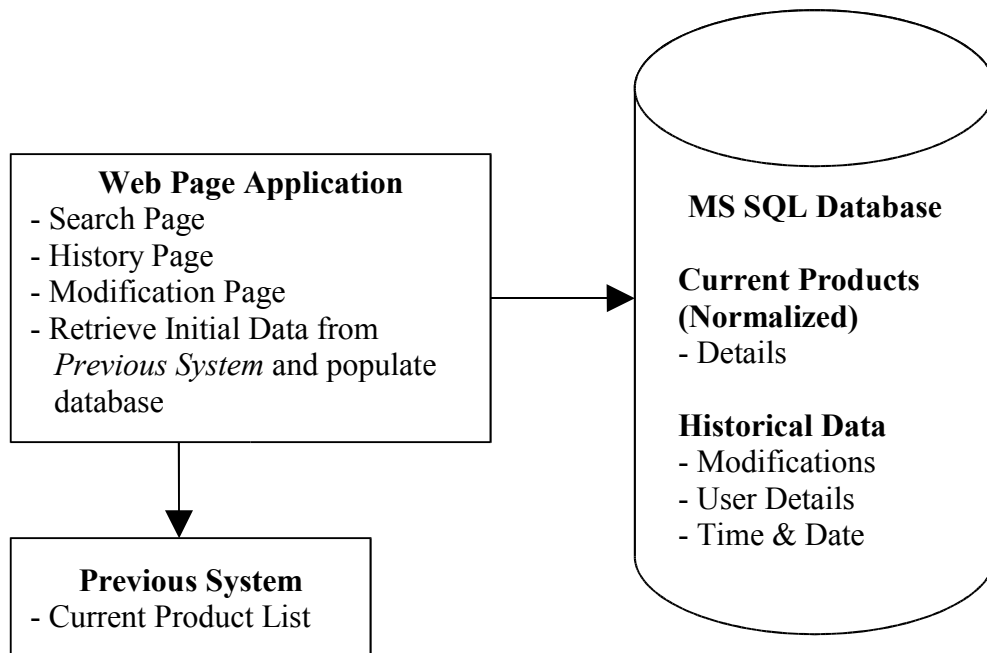 Web Page Application
- Search Page
- History Page
- Modification Page
- Retrieve Initial Data from
Previous System and populate
database
Previous System
- Current Product List
MS SQL Database
Current Products
(Normalized)
- Details
Historical Data
- Modifications
- User Details
- Time & Date